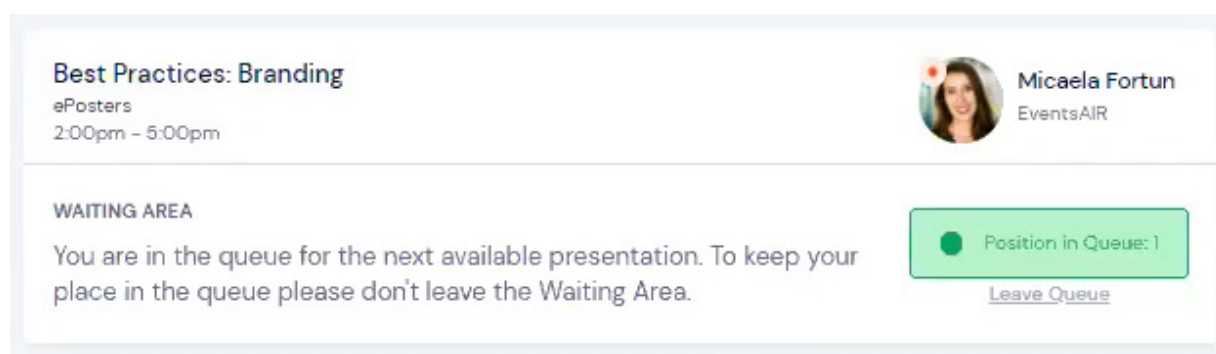 Best Practices: Branding
ePosters
2:00pm - 5:00pm
Micaela Fortun
EventsAIR
WAITING AREA
You are in the queue for the next available presentation. To keep your
place in the queue please don't leave the Waiting Area.
Position in Queue: 1
Leave Queue